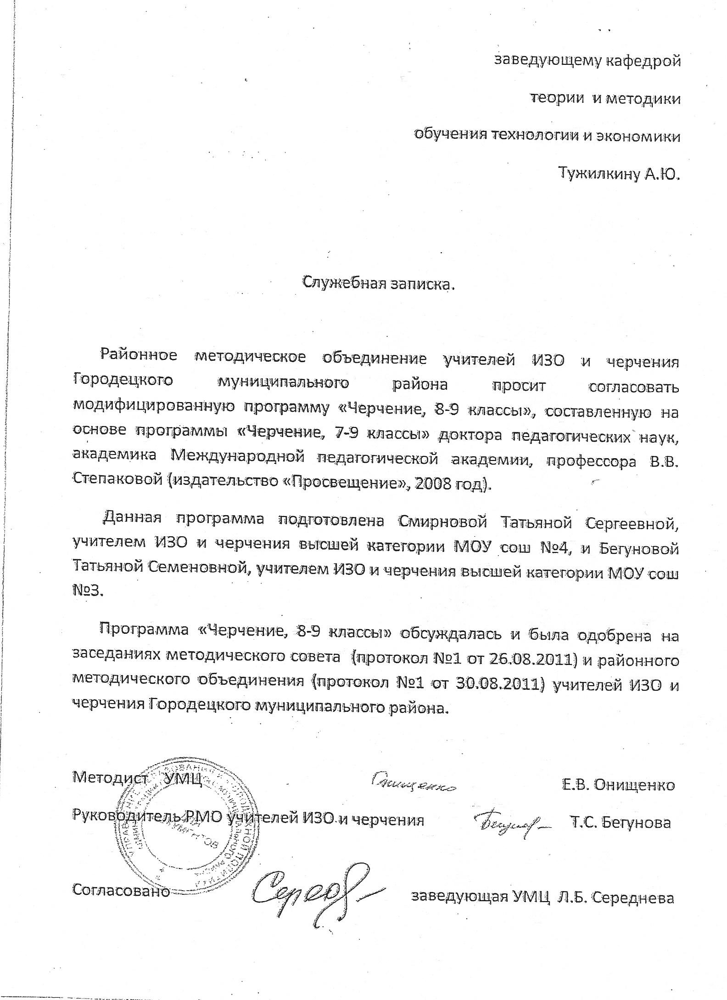 заведующему кафедрой
теории и методики
обучения технологии и экономики
Тужилкину А.Ю.
Служебная записка.
Районное методическое объединение учителей ИЗО и черчения
Городецкого муниципального района просит согласовать
модифицированную программу «Черчение, 8-9 классы», составленную на
основе программы «Черчение, 7-9 классы» доктора педагогических наук,
академика Международной педагогической академии, профессора В.В.
Степаковой (издательство «Просвещение», 2008 год).
Данная программа подготовлена Смирновой Татьяной Сергеевной,
учителем ИЗО и черчения высшей категории МОУ сош №4, и Бегуновой
Татьяной Семеновной, учителем ИЗО и черчения высшей категории МОУ сош
№3.
Программа «Черчение, 8-9 классы» обсуждалась и была одобрена на
заседаниях методического совета (протокол №1 от 26.08.2011) и районного
методического объединения (протокол №1 от 30.08.2011) учителей ИЗО и
черчения Городецкого муниципального района.
Методист УМЦ Онищенко Е.В. Онищенко
Руководитель РМО учителей ИЗО и черчения Т.С. Бегунова
Согласовано заведующая УМЦ Л.Б. Середнева